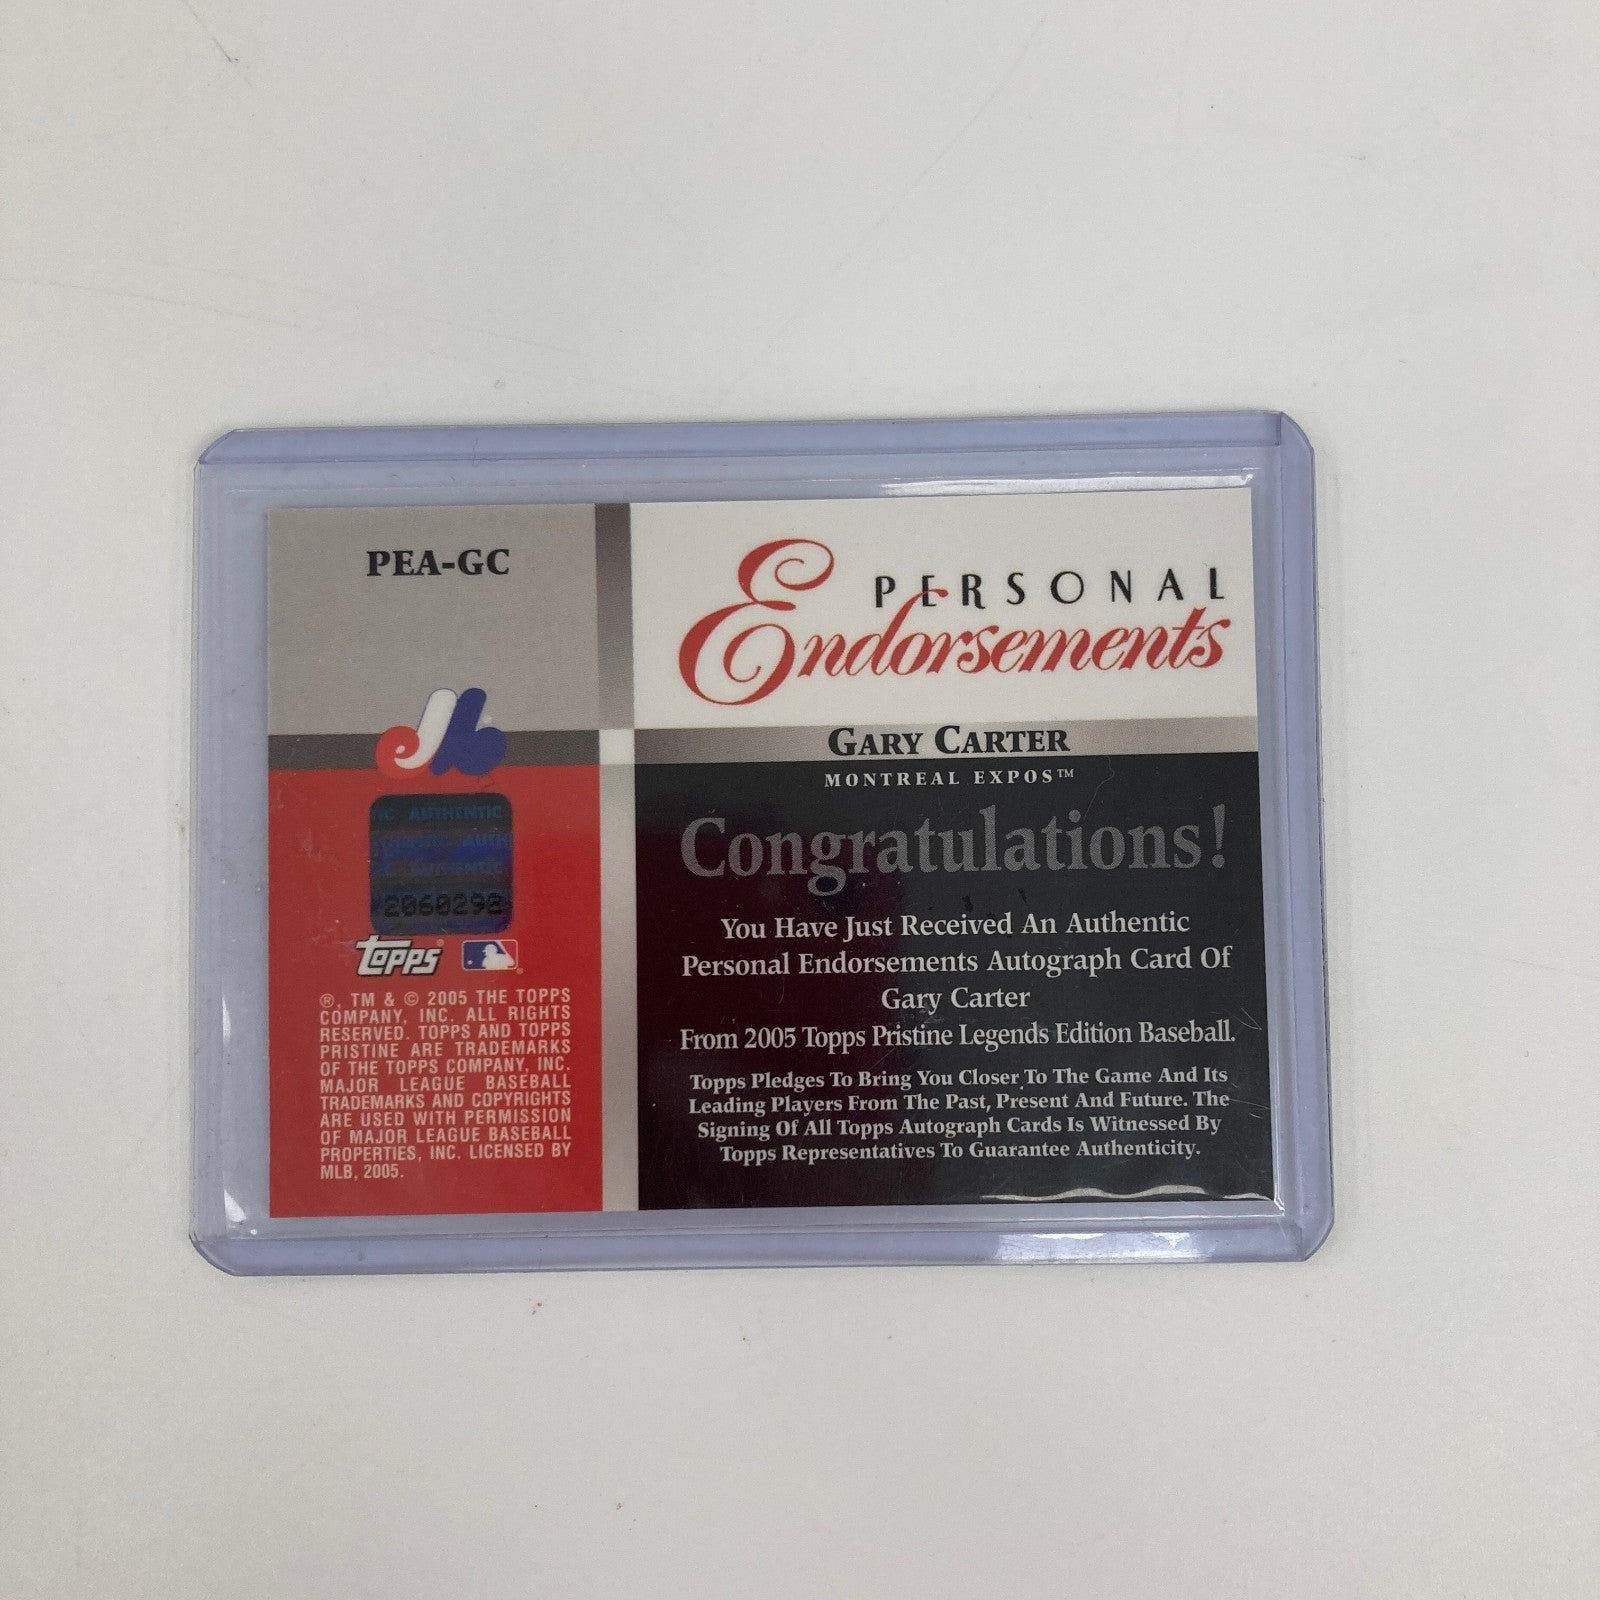 PEA-GC
PERSONAL
Endorsements
GARY CARTER
MONTREAL EXPOS™
Congratulations!
You Have Just Received An Authentic
Personal Endorsements Autograph Card Of
Gary Carter
From 2005 Topps Pristine Legends Edition Baseball.
Topps Pledges To Bring You Closer To The Game And Its
Leading Players From The Past, Present And Future. The
Signing Of All Topps Autograph Cards Is Witnessed By
Topps Representatives To Guarantee Authenticity.
IC AUTHENTIC
AUTH
AUTHENTIC
2060292
topps
®, TM & © 2005 THE TOPPS
COMPANY, INC. ALL RIGHTS
RESERVED. TOPPS AND TOPPS
PRISTINE ARE TRADEMARKS
OF THE TOPPS COMPANY, INC.
MAJOR LEAGUE BASEBALL
TRADEMARKS AND COPYRIGHTS
ARE USED WITH PERMISSION
OF MAJOR LEAGUE BASEBALL
PROPERTIES, INC. LICENSED BY
MLB, 2005.